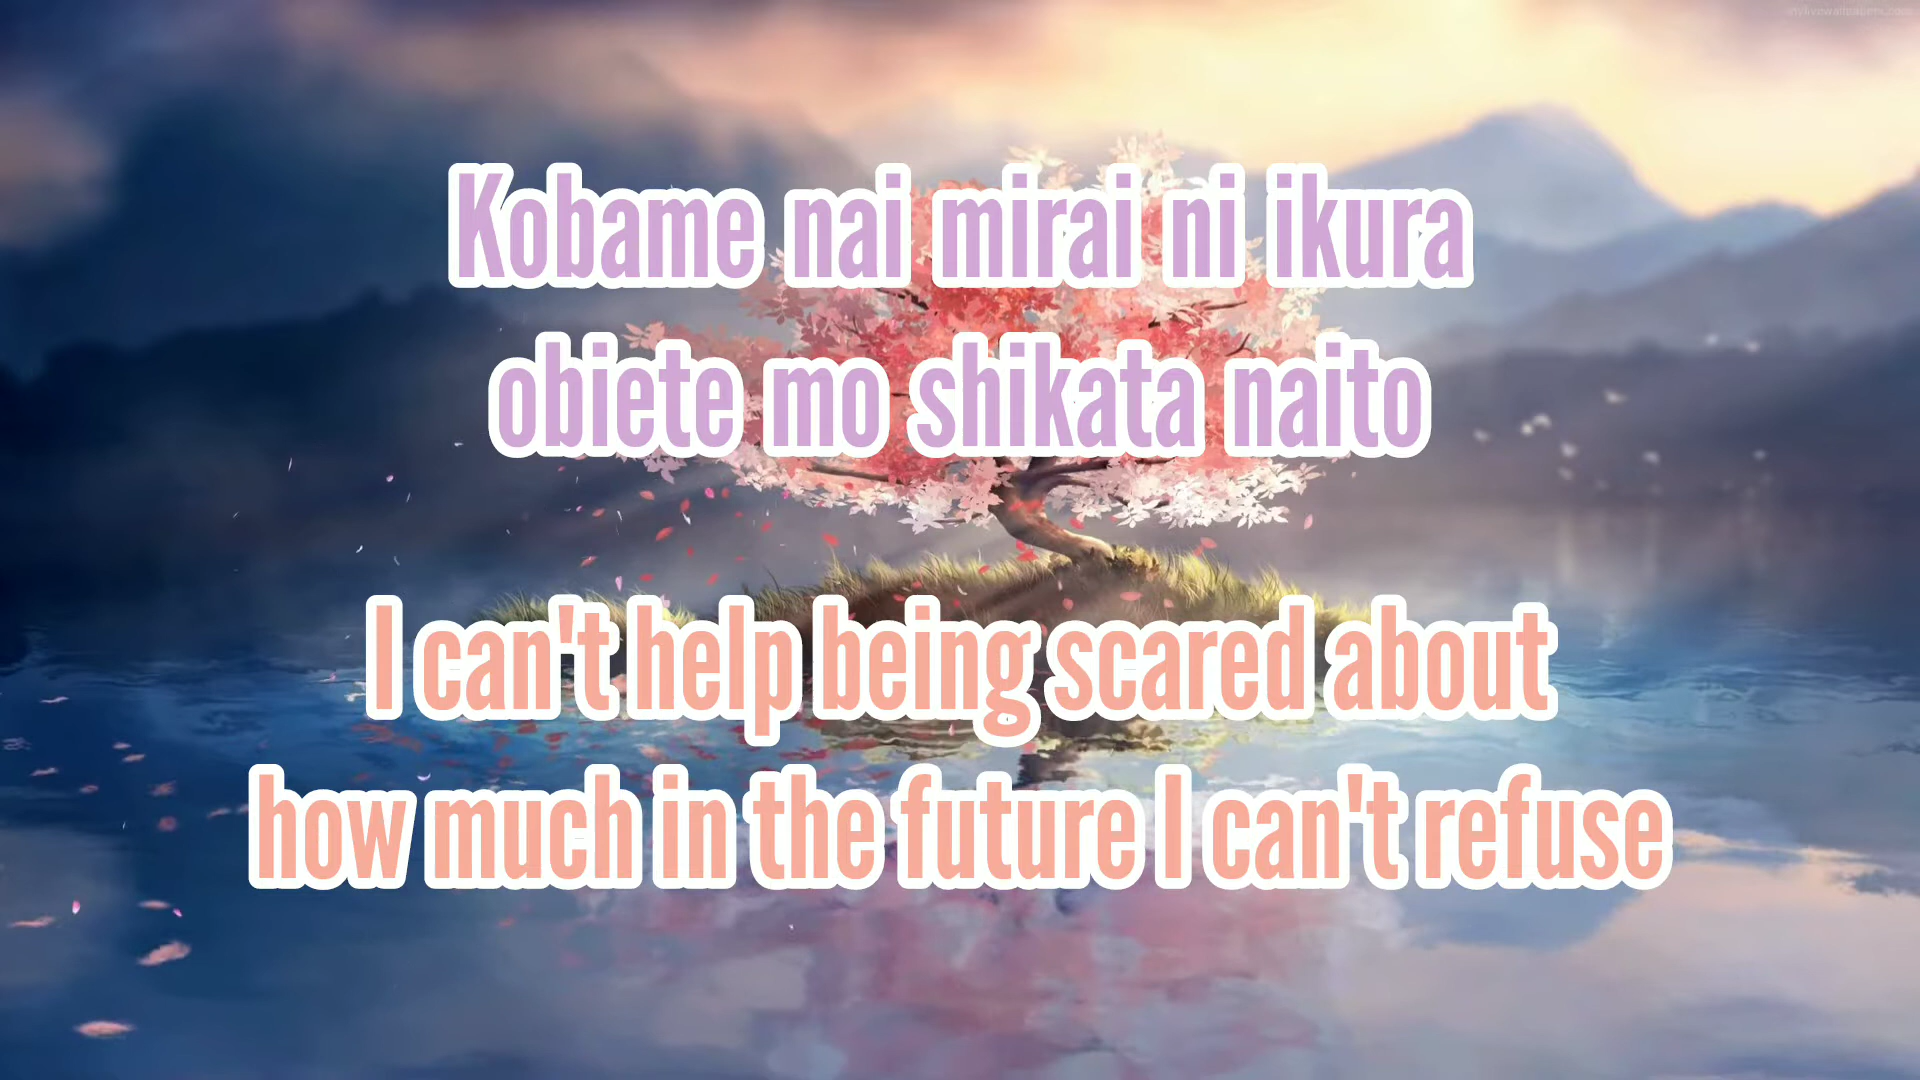 Kobame nai mirai ni ikura
obiete mo shikata naito
I can't help being scared about
how much in the future I can't refuse